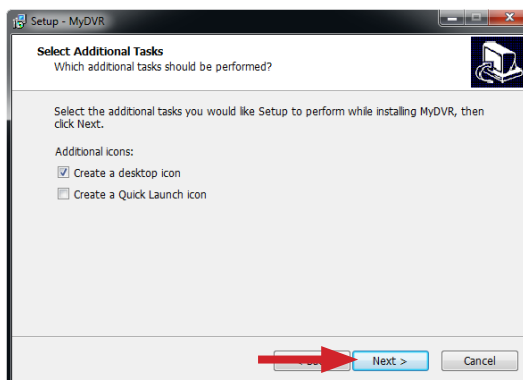 Setup - MyDVR
Select Additional Tasks
Which additional tasks should be performed?
Select the additional tasks you would like Setup to perform while installing MyDVR, then
click Next.
Additional icons:
Create a desktop icon
Create a Quick Launch icon
Next >
Cancel